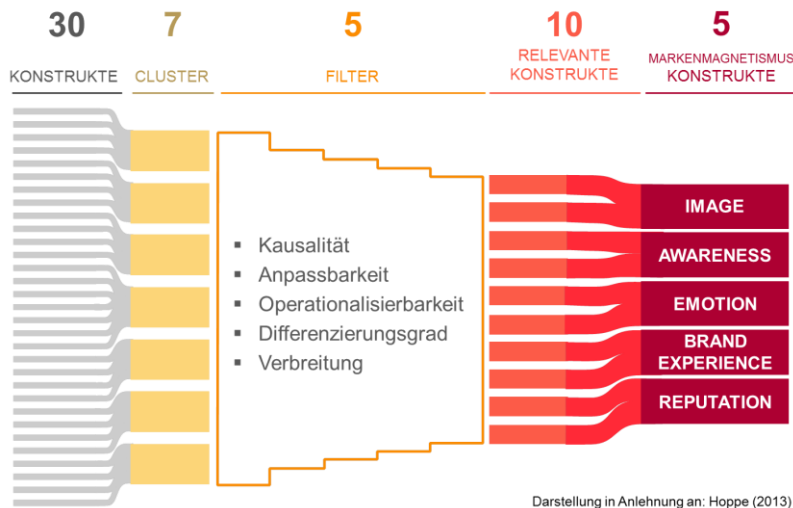 30
KONSTRUKTE
7
CLUSTER
5
FILTER
10
RELEVANTE
KONSTRUKTE
5
MARKENMAGNETISMUS
KONSTRUKTE
▪ Kausalität
▪ Anpassbarkeit
▪ Operationalisierbarkeit
▪ Differenzierungsgrad
▪ Verbreitung
IMAGE
AWARENESS
EMOTION
BRAND
EXPERIENCE
REPUTATION
Darstellung in Anlehnung an: Hoppe (2013)